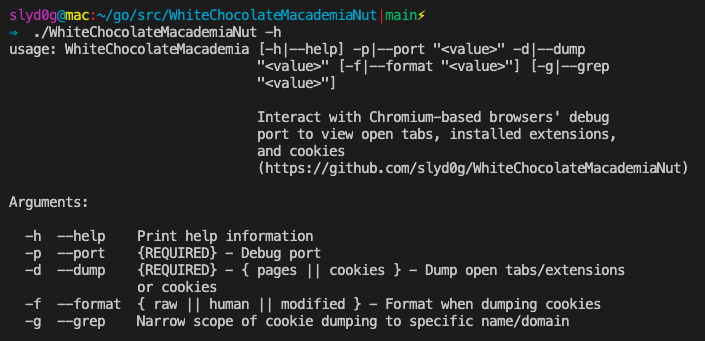 slyd0g@mac:~/go/src/WhiteChocolateMacademiaNut|main⚡
⇒ ./WhiteChocolateMacademiaNut -h
usage: WhiteChocolateMacademia [-h|--help] -p|--port "<value>" -d|--dump
"<value>" [-f|--format "<value>"] [-g|--grep
"<value>"]
Interact with Chromium-based browsers' debug
port to view open tabs, installed extensions,
and cookies
(https://github.com/slyd0g/WhiteChocolateMacademiaNut)
Arguments:
-h --help Print help information
-p --port {REQUIRED} - Debug port
-d --dump {REQUIRED} - { pages || cookies } - Dump open tabs/extensions
or cookies
-f --format { raw || human || modified } - Format when dumping cookies
-g --grep Narrow scope of cookie dumping to specific name/domain